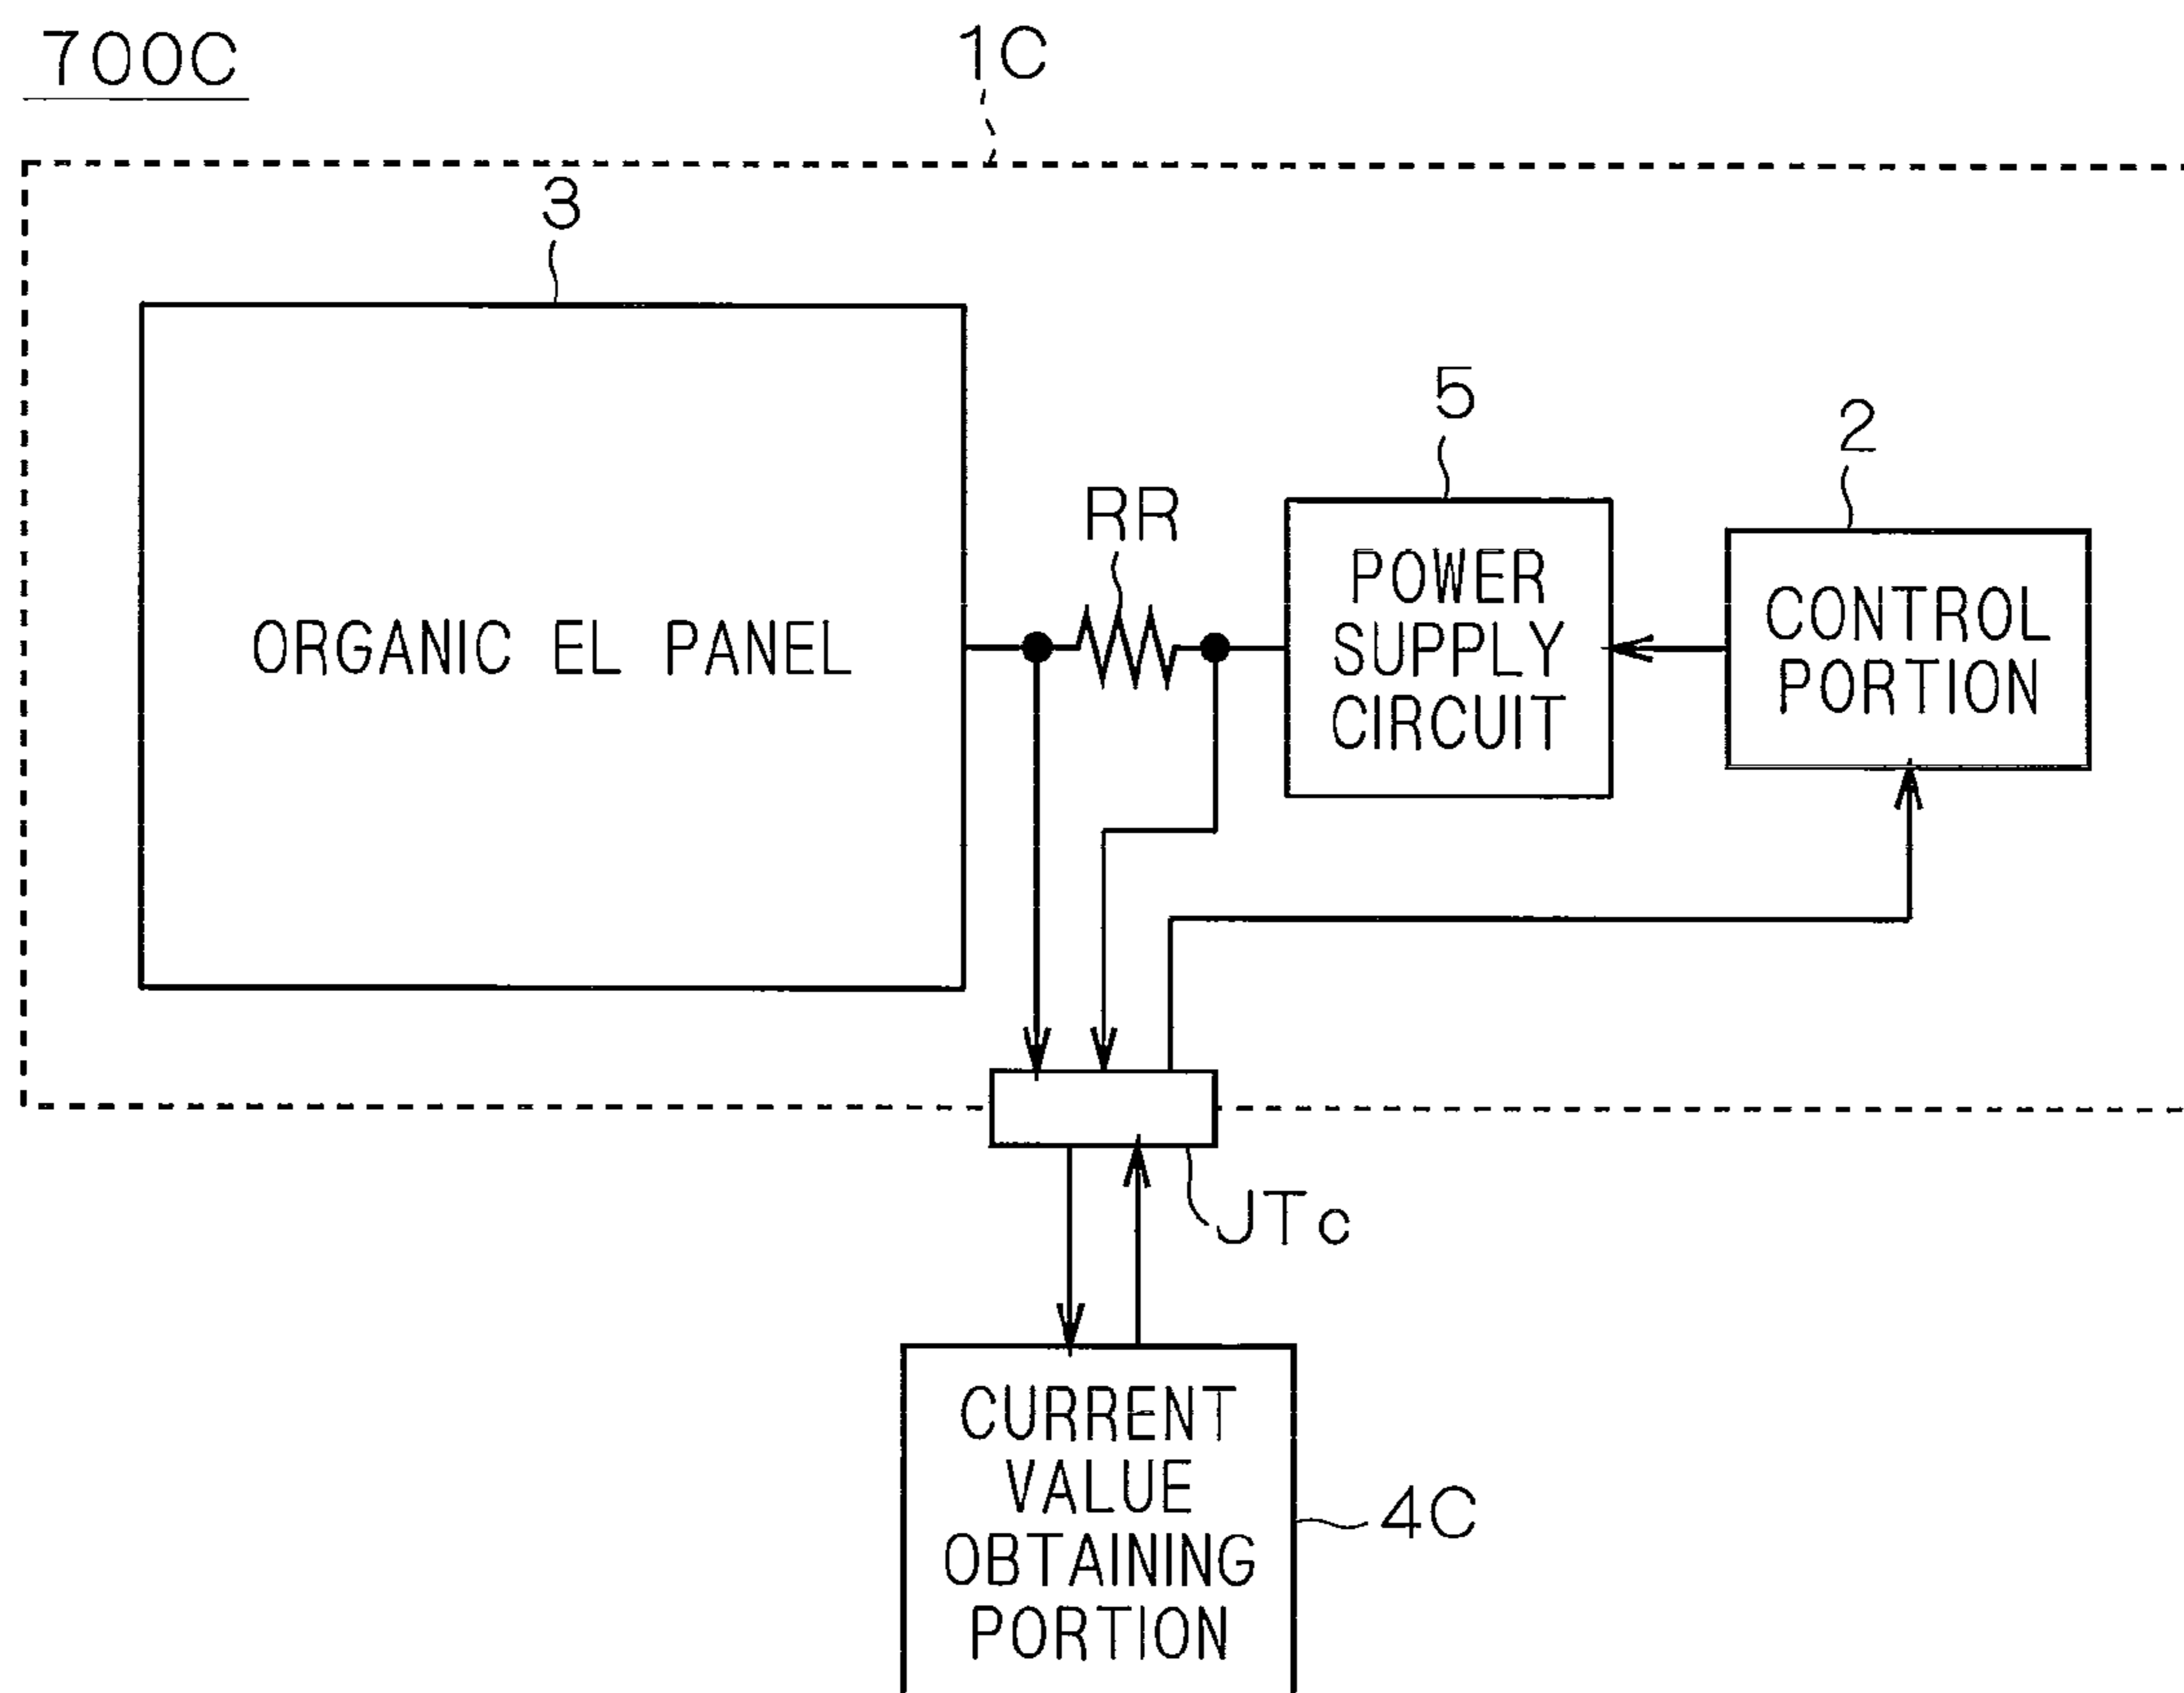 700C
1C
3
5
2
RR
POWER
SUPPLY
CIRCUIT
CONTROL
PORTION
ORGANIC EL PANEL
JTc
CURRENT
VALUE
OBTAINING
PORTION
4C